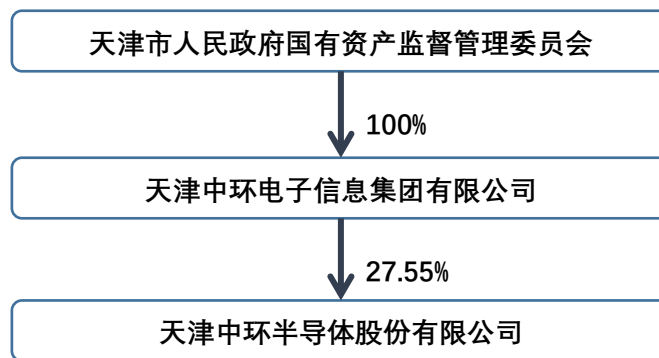 天津市人民政府国有资产监督管理委员会
100%
天津中环电子信息集团有限公司
27.55%
天津中环半导体股份有限公司